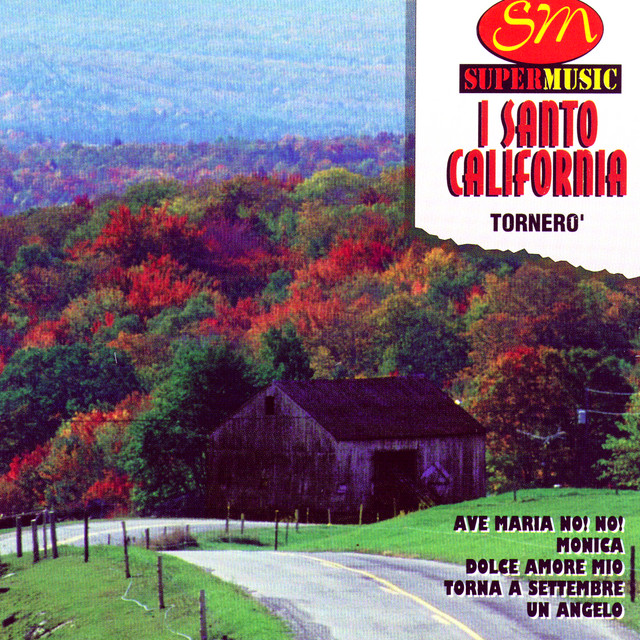 SM
SUPERMUSIC
I SANTO
CALIFORNIA
TORNERO'
AVE MARIA NO! NO!
MONICA
DOLCE AMORE MIO
TORNA A SETTEMBRE
UN ANGELO